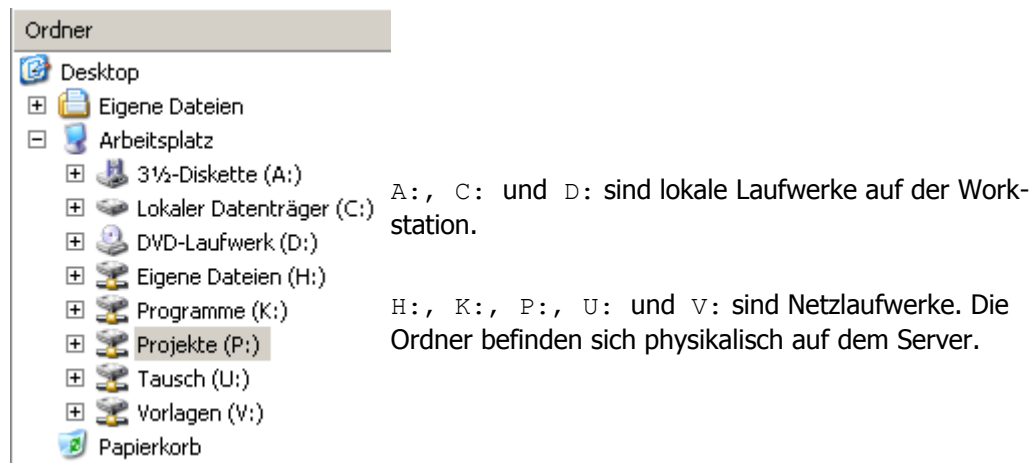 Ordner
Desktop
Eigene Dateien
Arbeitsplatz
3½-Diskette (A:)
Lokaler Datenträger (C:)
DVD-Laufwerk (D:)
Eigene Dateien (H:)
Programme (K:)
Projekte (P:)
Tausch (U:)
Vorlagen (V:)
Papierkorb
A:, C: und D: sind lokale Laufwerke auf der Work-
station.
H:, K:, P:, U: und V: sind Netzlaufwerke. Die
Ordner befinden sich physikalisch auf dem Server.